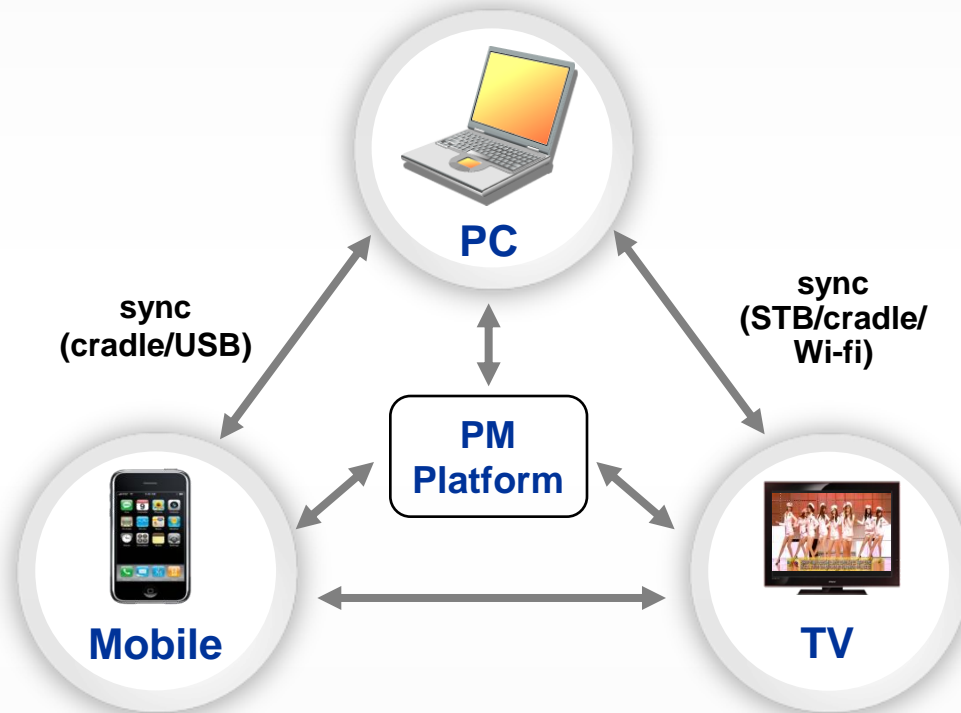 PC
sync
(cradle/USB)
sync
(STB/cradle/
Wi-fi)
PM
Platform
Mobile
TV